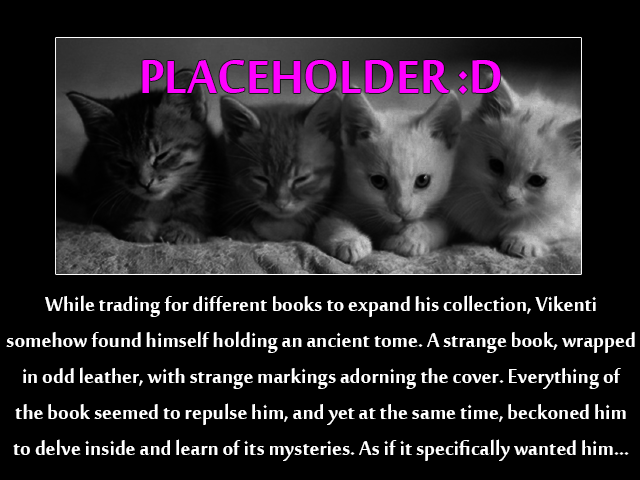 PLACEHOLDER :D
While trading for different books to expand his collection, Vikenti
somehow found himself holding an ancient tome. A strange book, wrapped
in odd leather, with strange markings adorning the cover. Everything of
the book seemed to repulse him, and yet at the same time, beckoned him
to delve inside and learn of its mysteries. As if it specifically wanted him...